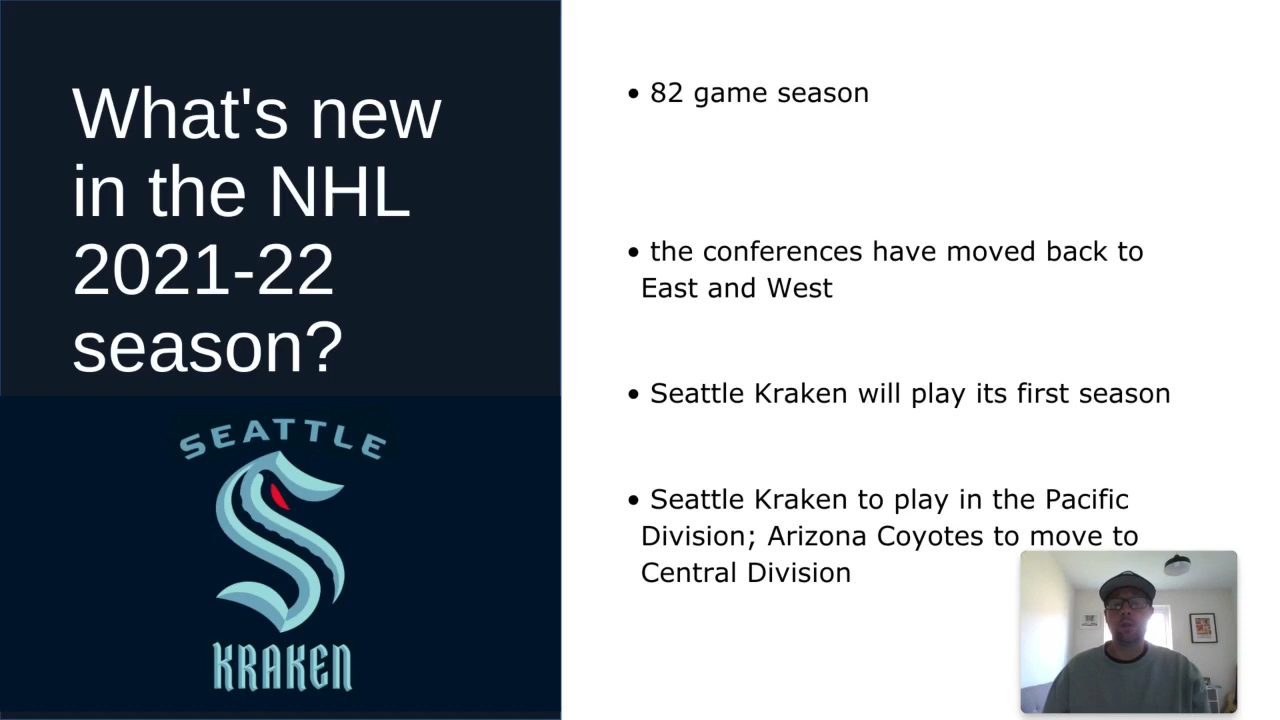 What's new
in the NHL
2021-22
season?
SEATTLE
KRAKEN
• 82 game season
• the conferences have moved back to
East and West
• Seattle Kraken will play its first season
• Seattle Kraken to play in the Pacific
Division; Arizona Coyotes to move to
Central Division